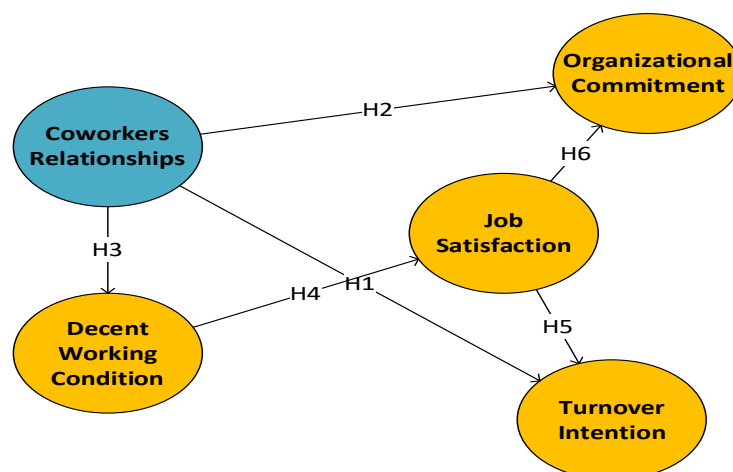 Organizational
Commitment
Coworkers
Relationships
H2
H6
Job
Satisfaction
H3
H4
H1
H5
Decent
Working
Condition
Turnover
Intention